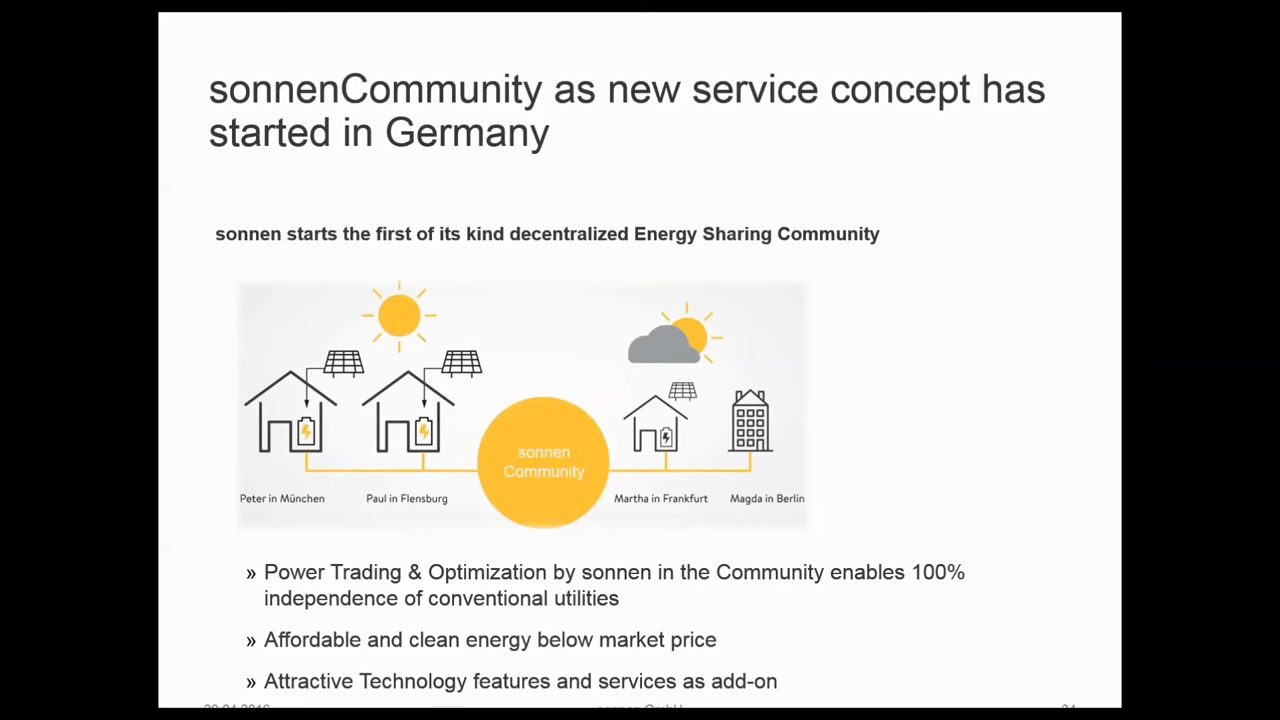 sonnenCommunity as new service concept has
started in Germany
sonnen starts the first of its kind decentralized Energy Sharing Community
sonnen
Community
Peter in München
Paul in Flensburg
Martha in Frankfurt
Magda in Berlin
» Power Trading & Optimization by sonnen in the Community enables 100%
independence of conventional utilities
» Affordable and clean energy below market price
» Attractive Technology features and services as add-on